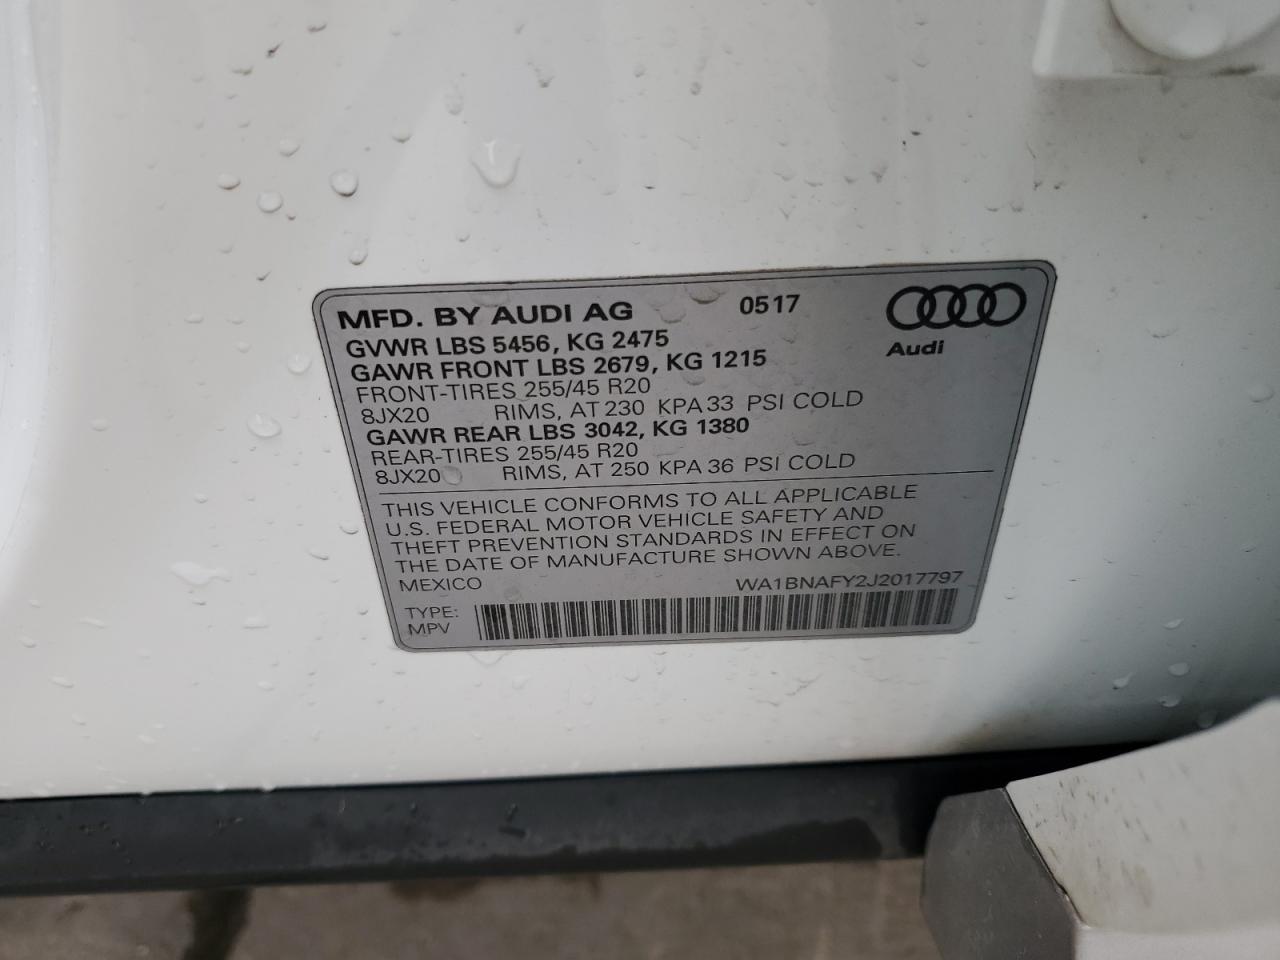 MFD. BY AUDI AG 0517
Audi
GVWR LBS 5456, KG 2475
GAWR FRONT LBS 2679, KG 1215
FRONT-TIRES 255/45 R20
8JX20 RIMS, AT 230 KPA 33 PSI COLD
GAWR REAR LBS 3042, KG 1380
REAR-TIRES 255/45 R20
8JX20 RIMS, AT 250 KPA 36 PSI COLD
THIS VEHICLE CONFORMS TO ALL APPLICABLE
U.S. FEDERAL MOTOR VEHICLE SAFETY AND
THEFT PREVENTION STANDARDS IN EFFECT ON
THE DATE OF MANUFACTURE SHOWN ABOVE.
MEXICO WA1BNAFY2J2017797
TYPE:
MPV